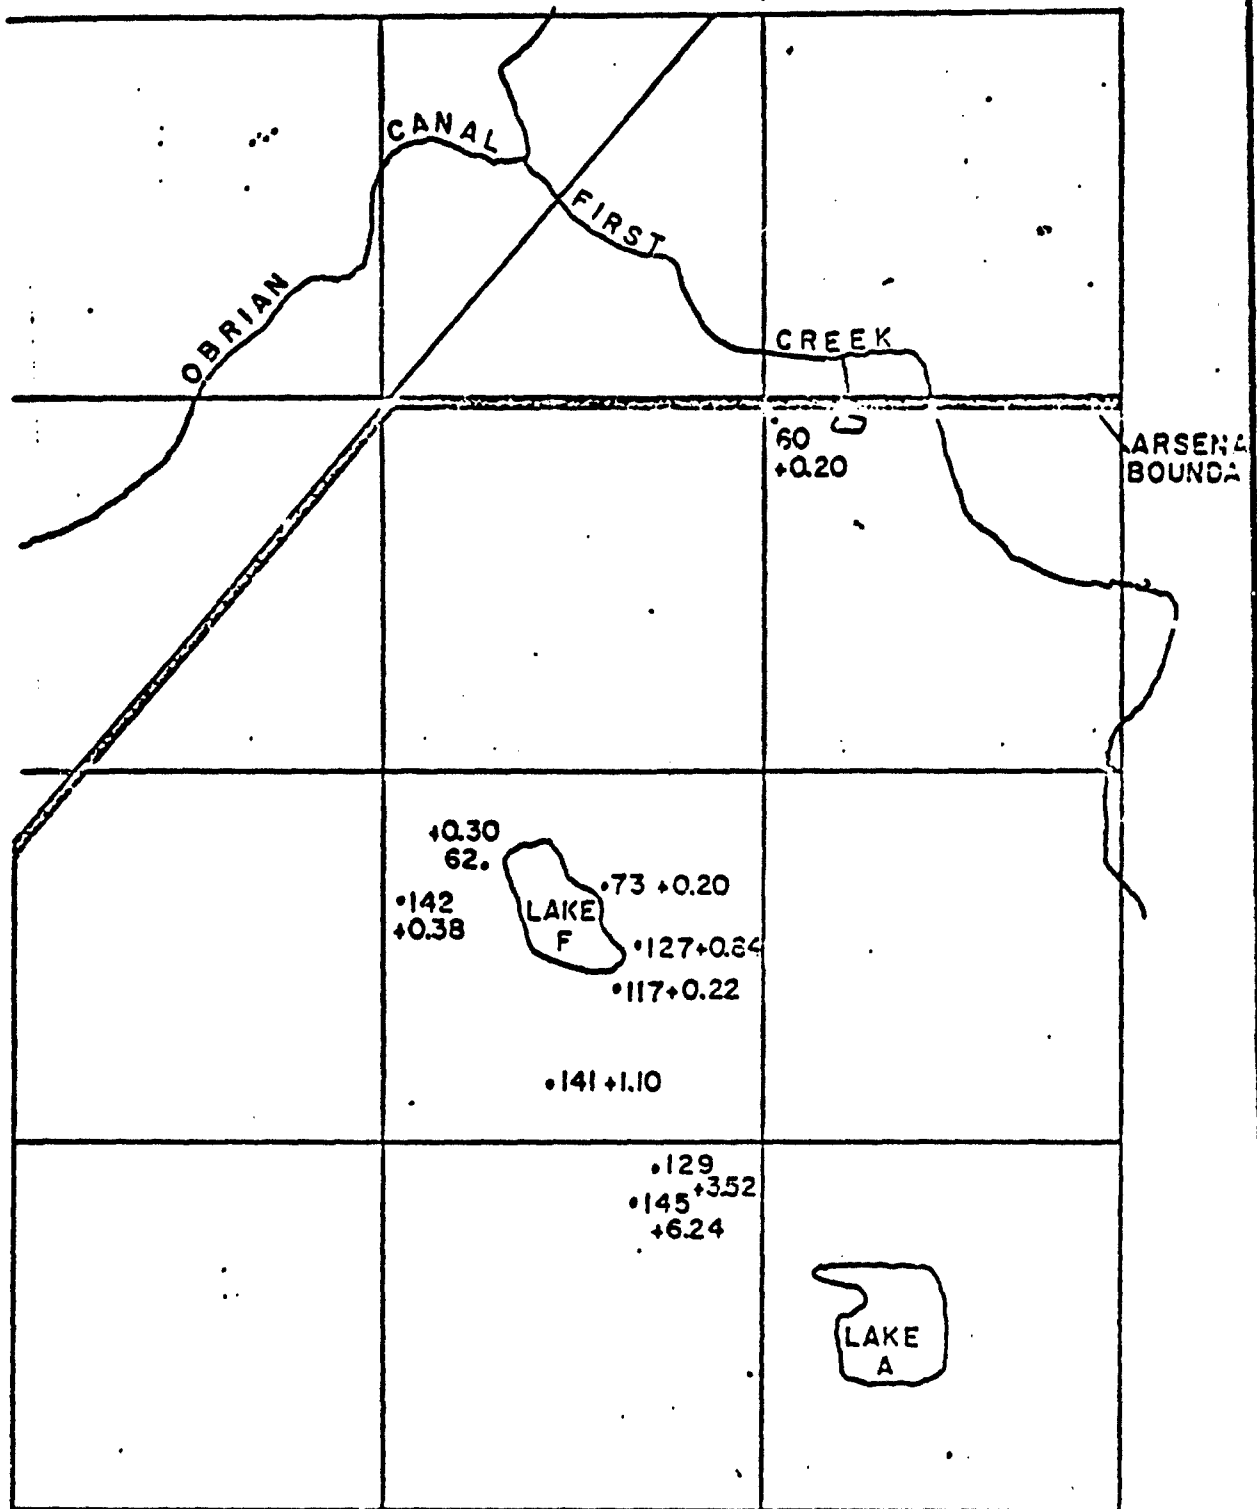 CANAL
FIRST
OBRIAN
CREEK
60
+0.20
ARSENA
BOUNDA
+0.30
62.
•73 +0.20
•142
+0.38
LAKE
F
•127+0.84
•117+0.22
•141 +1.10
•129
+3.52
•145
+6.24
LAKE
A